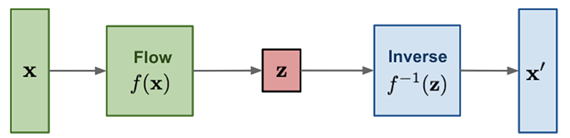 x
Flow
f(x)
z
Inverse
f⁻¹(z)
x′